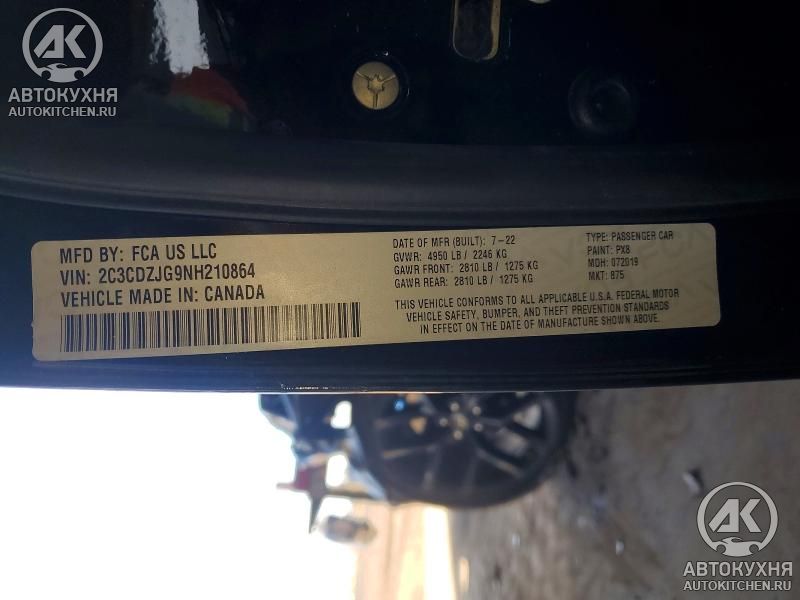 АК
АВТОКУХНЯ
AUTOKITCHEN.RU
MFD BY: FCA US LLC
VIN: 2C3CDZJG9NH210864
VEHICLE MADE IN: CANADA
DATE OF MFR (BUILT): 7-22
GVWR: 4950 LB / 2246 KG
GAWR FRONT: 2810 LB / 1275 KG
GAWR REAR: 2810 LB / 1275 KG
TYPE: PASSENGER CAR
PAINT: PX8
MDH: 072019
MKT: 875
THIS VEHICLE CONFORMS TO ALL APPLICABLE U.S.A. FEDERAL MOTOR
VEHICLE SAFETY, BUMPER, AND THEFT PREVENTION STANDARDS
IN EFFECT ON THE DATE OF MANUFACTURE SHOWN ABOVE.
АК
АВТОКУХНЯ
AUTOKITCHEN.RU